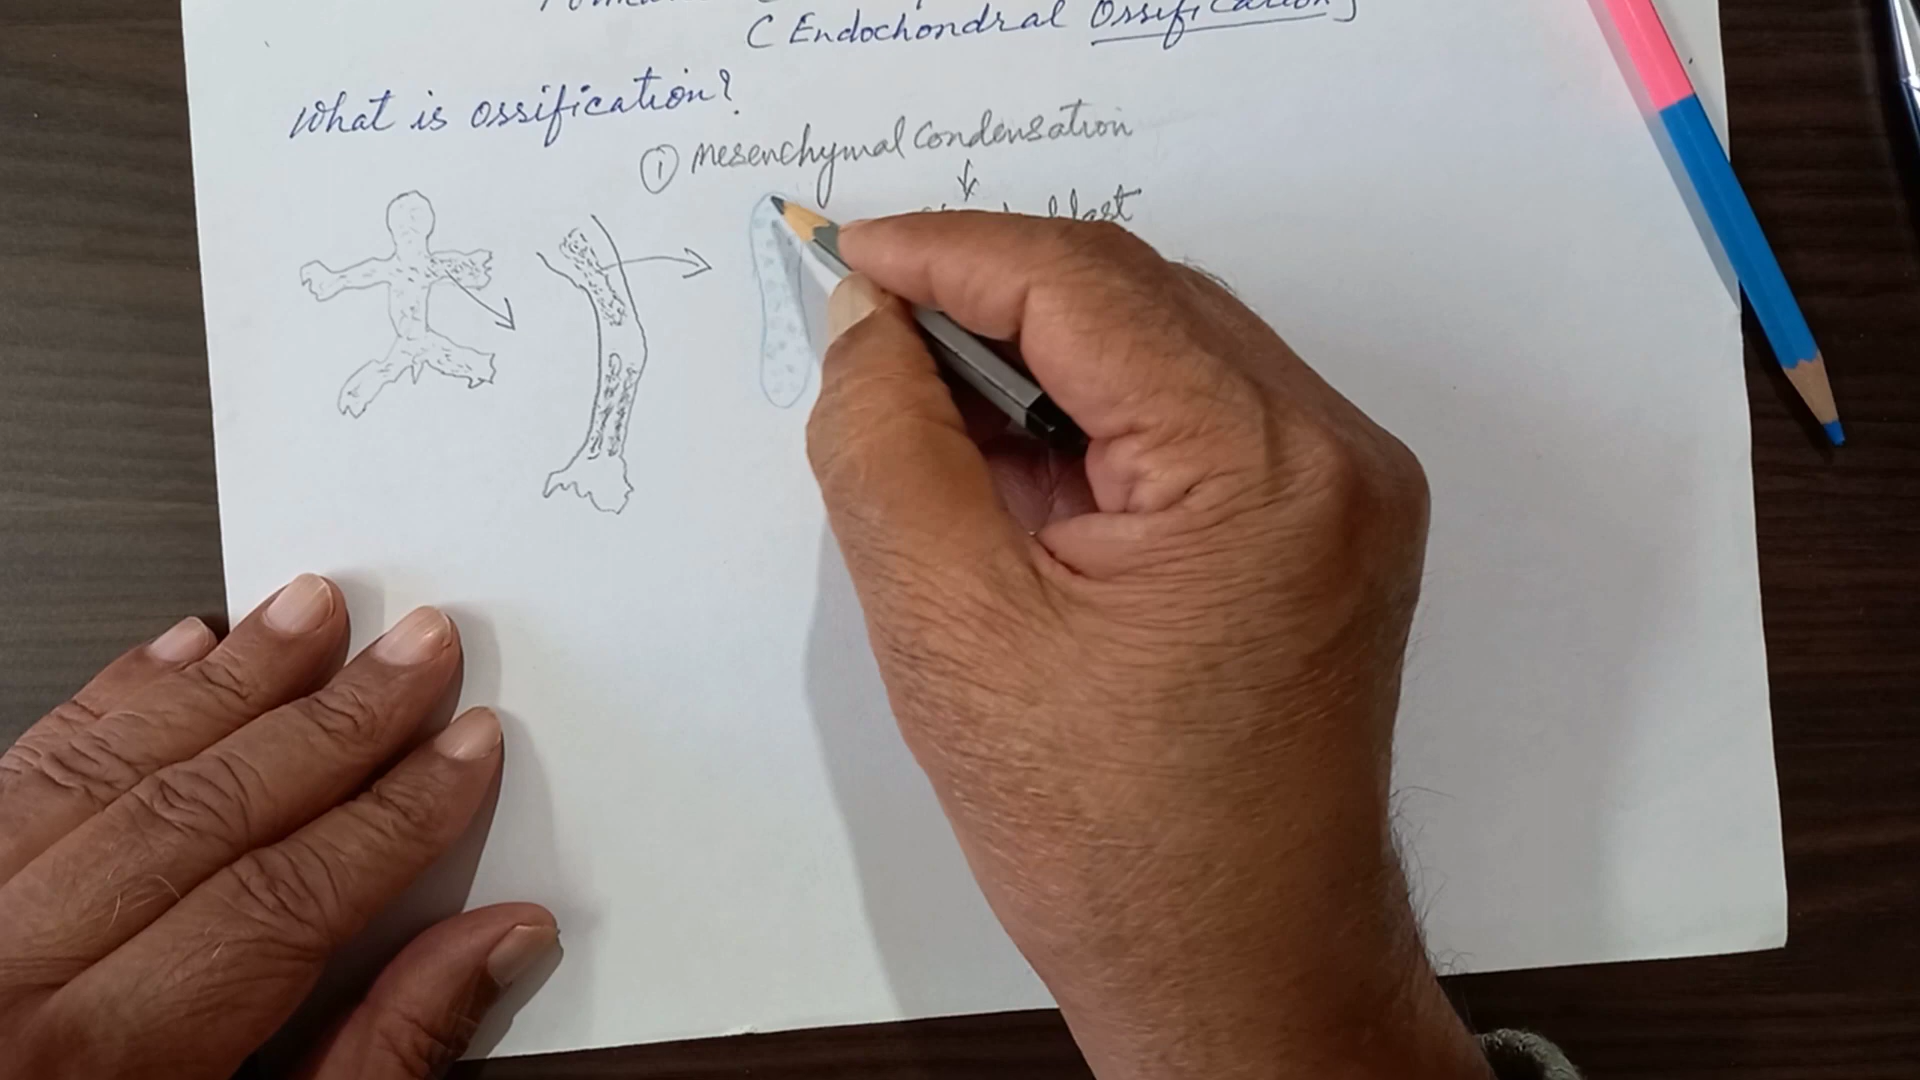 ( Endochondral Ossification )
What is ossification?
① Mesenchymal Condensation
↓